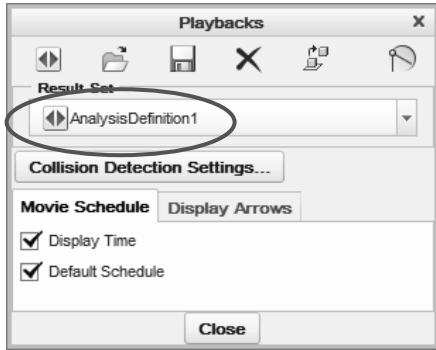 Playbacks x
Result Set
AnalysisDefinition1
Collision Detection Settings...
Movie Schedule Display Arrows
Display Time
Default Schedule
Close